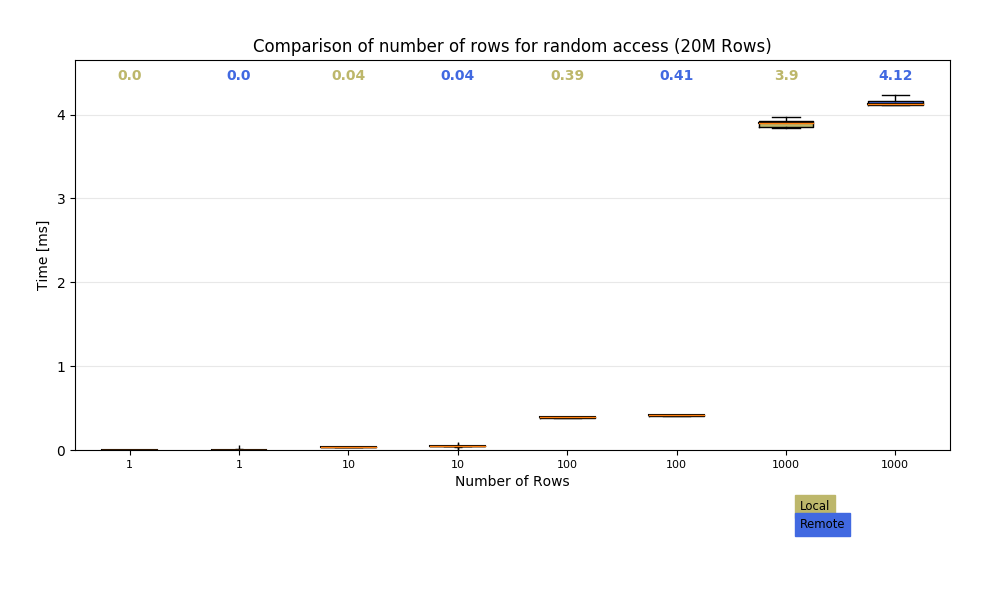 Comparison of number of rows for random access (20M Rows)
0.0 0.0 0.04 0.04 0.39 0.41 3.9 4.12
4
3
2
1
0
Time [ms]
1 1 10 10 100 100 1000 1000
Number of Rows
Local
Remote